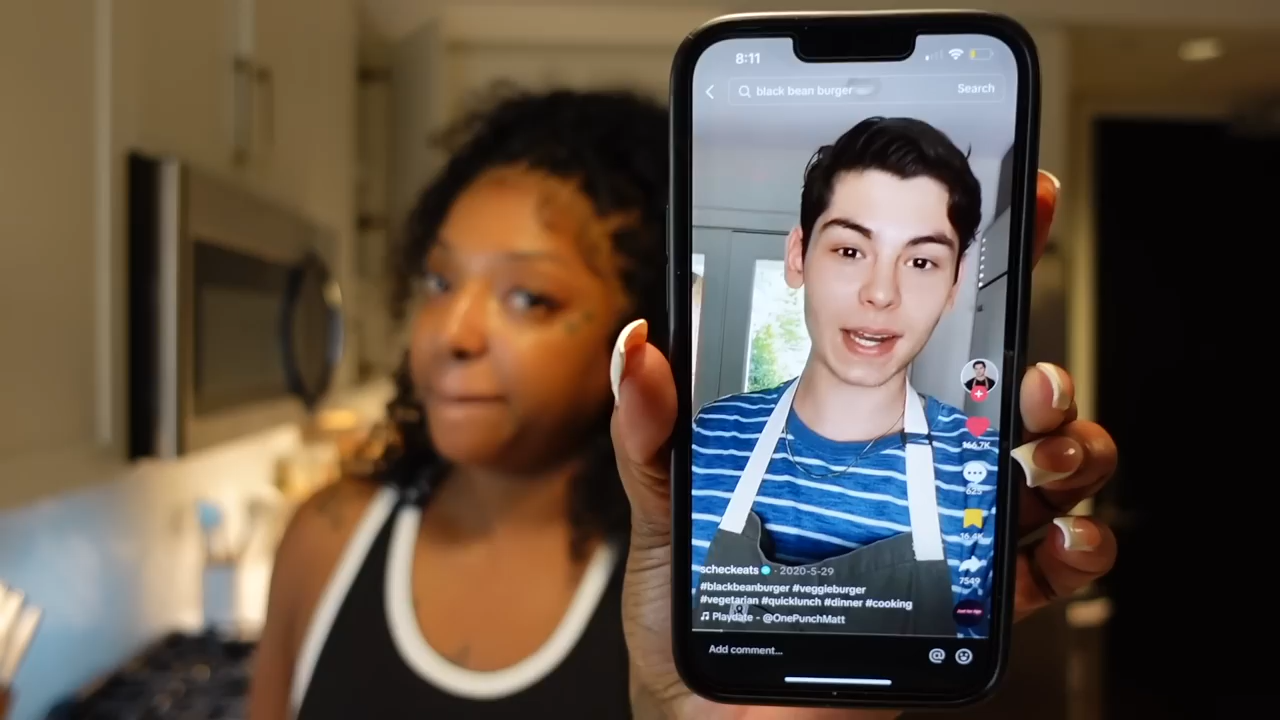 8:11
black bean burger
Search
166.7K
625
16.4K
7549
scheckeats · 2020-5-29
#blackbeanburger #veggieburger
#vegetarian #quicklunch #dinner #cooking
Playdate - @OnePunchMatt
Add comment...
@